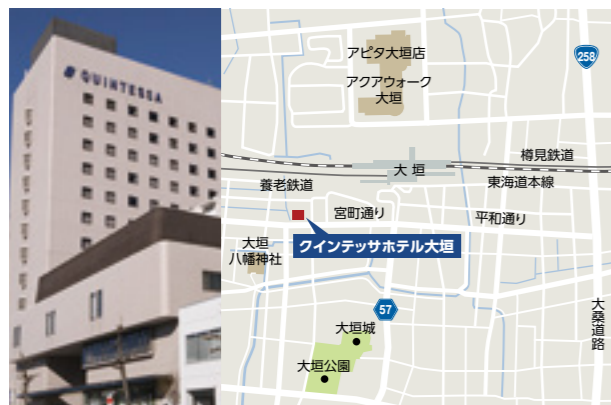 QUINTESSA
アピタ大垣店
アクアウォーク
大垣
258
大垣
樽見鉄道
東海道本線
養老鉄道
宮町通り
平和通り
クインテッサホテル大垣
大垣
八幡神社
57
大垣城
大垣公園
大桑道路